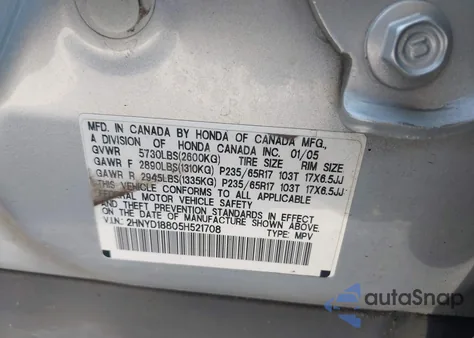 MFD. IN CANADA BY HONDA OF CANADA MFG.,
A DIVISION OF HONDA CANADA INC. 01/05
GVWR 5730LBS(2600KG) TIRE SIZE RIM SIZE
GAWR F 2890LBS(1310KG) P235/65R17 103T 17X6.5JJ
GAWR R 2945LBS(1335KG) P235/65R17 103T 17X6.5JJ
THIS VEHICLE CONFORMS TO ALL APPLICABLE
MOTOR VEHICLE SAFETY AND
THEFT PREVENTION STANDARDS IN EFFECT ON
THE DATE OF MANUFACTURE SHOWN ABOVE.
V.I.N.: 2HNYD18805H521708 TYPE: MPV
autoSnap